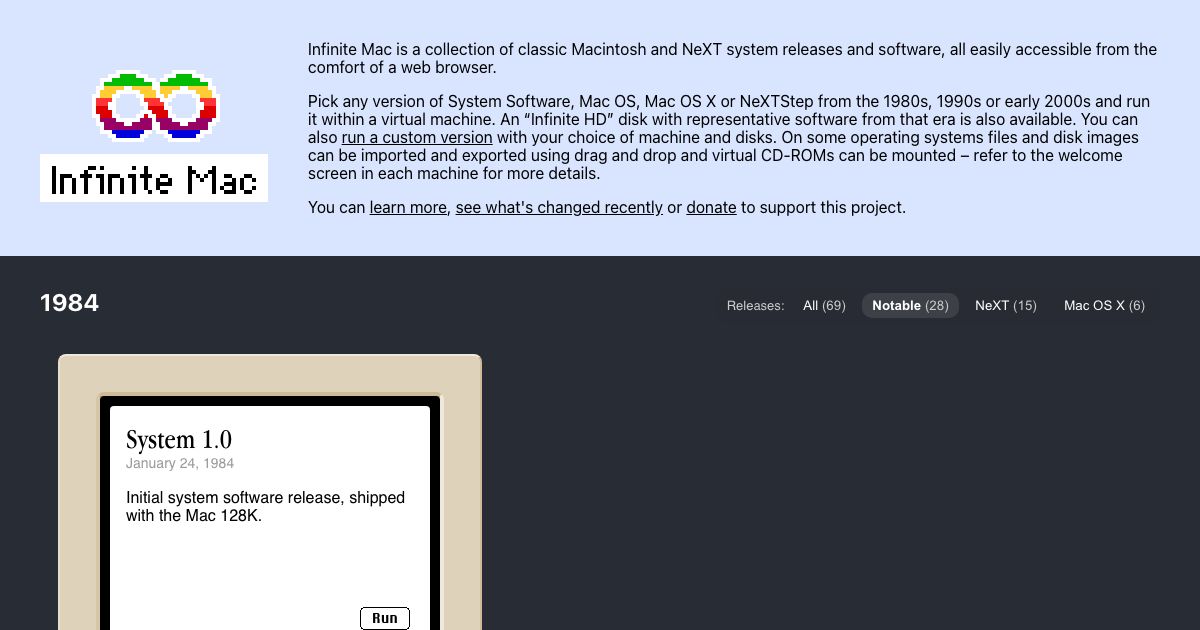 Infinite Mac
Infinite Mac is a collection of classic Macintosh and NeXT system releases and software, all easily accessible from the
comfort of a web browser.
Pick any version of System Software, Mac OS, Mac OS X or NeXTStep from the 1980s, 1990s or early 2000s and run
it within a virtual machine. An “Infinite HD” disk with representative software from that era is also available. You can
also run a custom version with your choice of machine and disks. On some operating systems files and disk images
can be imported and exported using drag and drop and virtual CD-ROMs can be mounted – refer to the welcome
screen in each machine for more details.
You can learn more, see what's changed recently or donate to support this project.
1984
Releases: All (69) Notable (28) NeXT (15) Mac OS X (6)
System 1.0
January 24, 1984
Initial system software release, shipped
with the Mac 128K.
Run